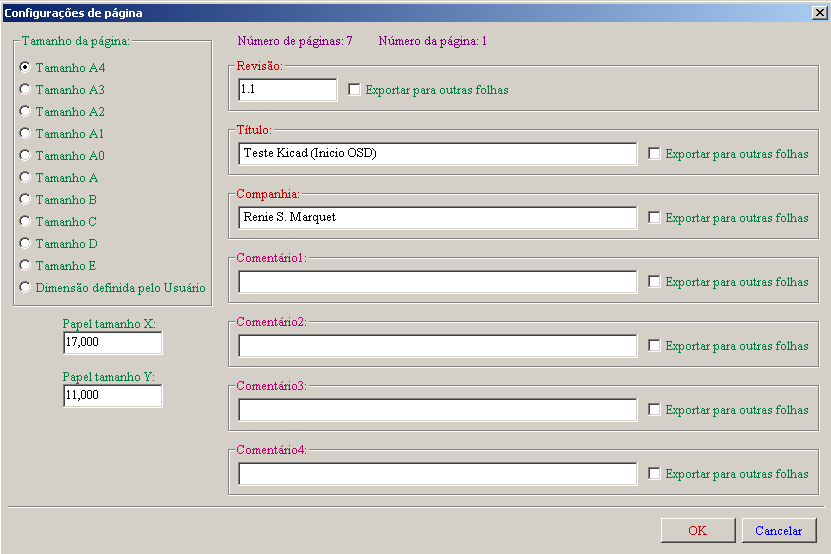 Configurações de página
Tamanho da página:
Tamanho A4
Tamanho A3
Tamanho A2
Tamanho A1
Tamanho A0
Tamanho A
Tamanho B
Tamanho C
Tamanho D
Tamanho E
Dimensão definida pelo Usuário
Papel tamanho X:
17,000
Papel tamanho Y:
11,000
Número de páginas: 7 Número da página: 1
Revisão:
1.1 Exportar para outras folhas
Título:
Teste Kicad (Inicio OSD) Exportar para outras folhas
Companhia:
Renie S. Marquet Exportar para outras folhas
Comentário1:
Exportar para outras folhas
Comentário2:
Exportar para outras folhas
Comentário3:
Exportar para outras folhas
Comentário4:
Exportar para outras folhas
OK Cancelar